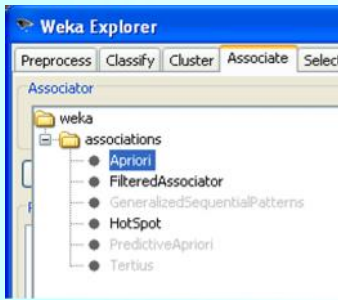 Weka Explorer
Preprocess Classify Cluster Associate Selec
Associator
weka
associations
Apriori
FilteredAssociator
GeneralizedSequentialPatterns
HotSpot
PredictiveApriori
Tertius